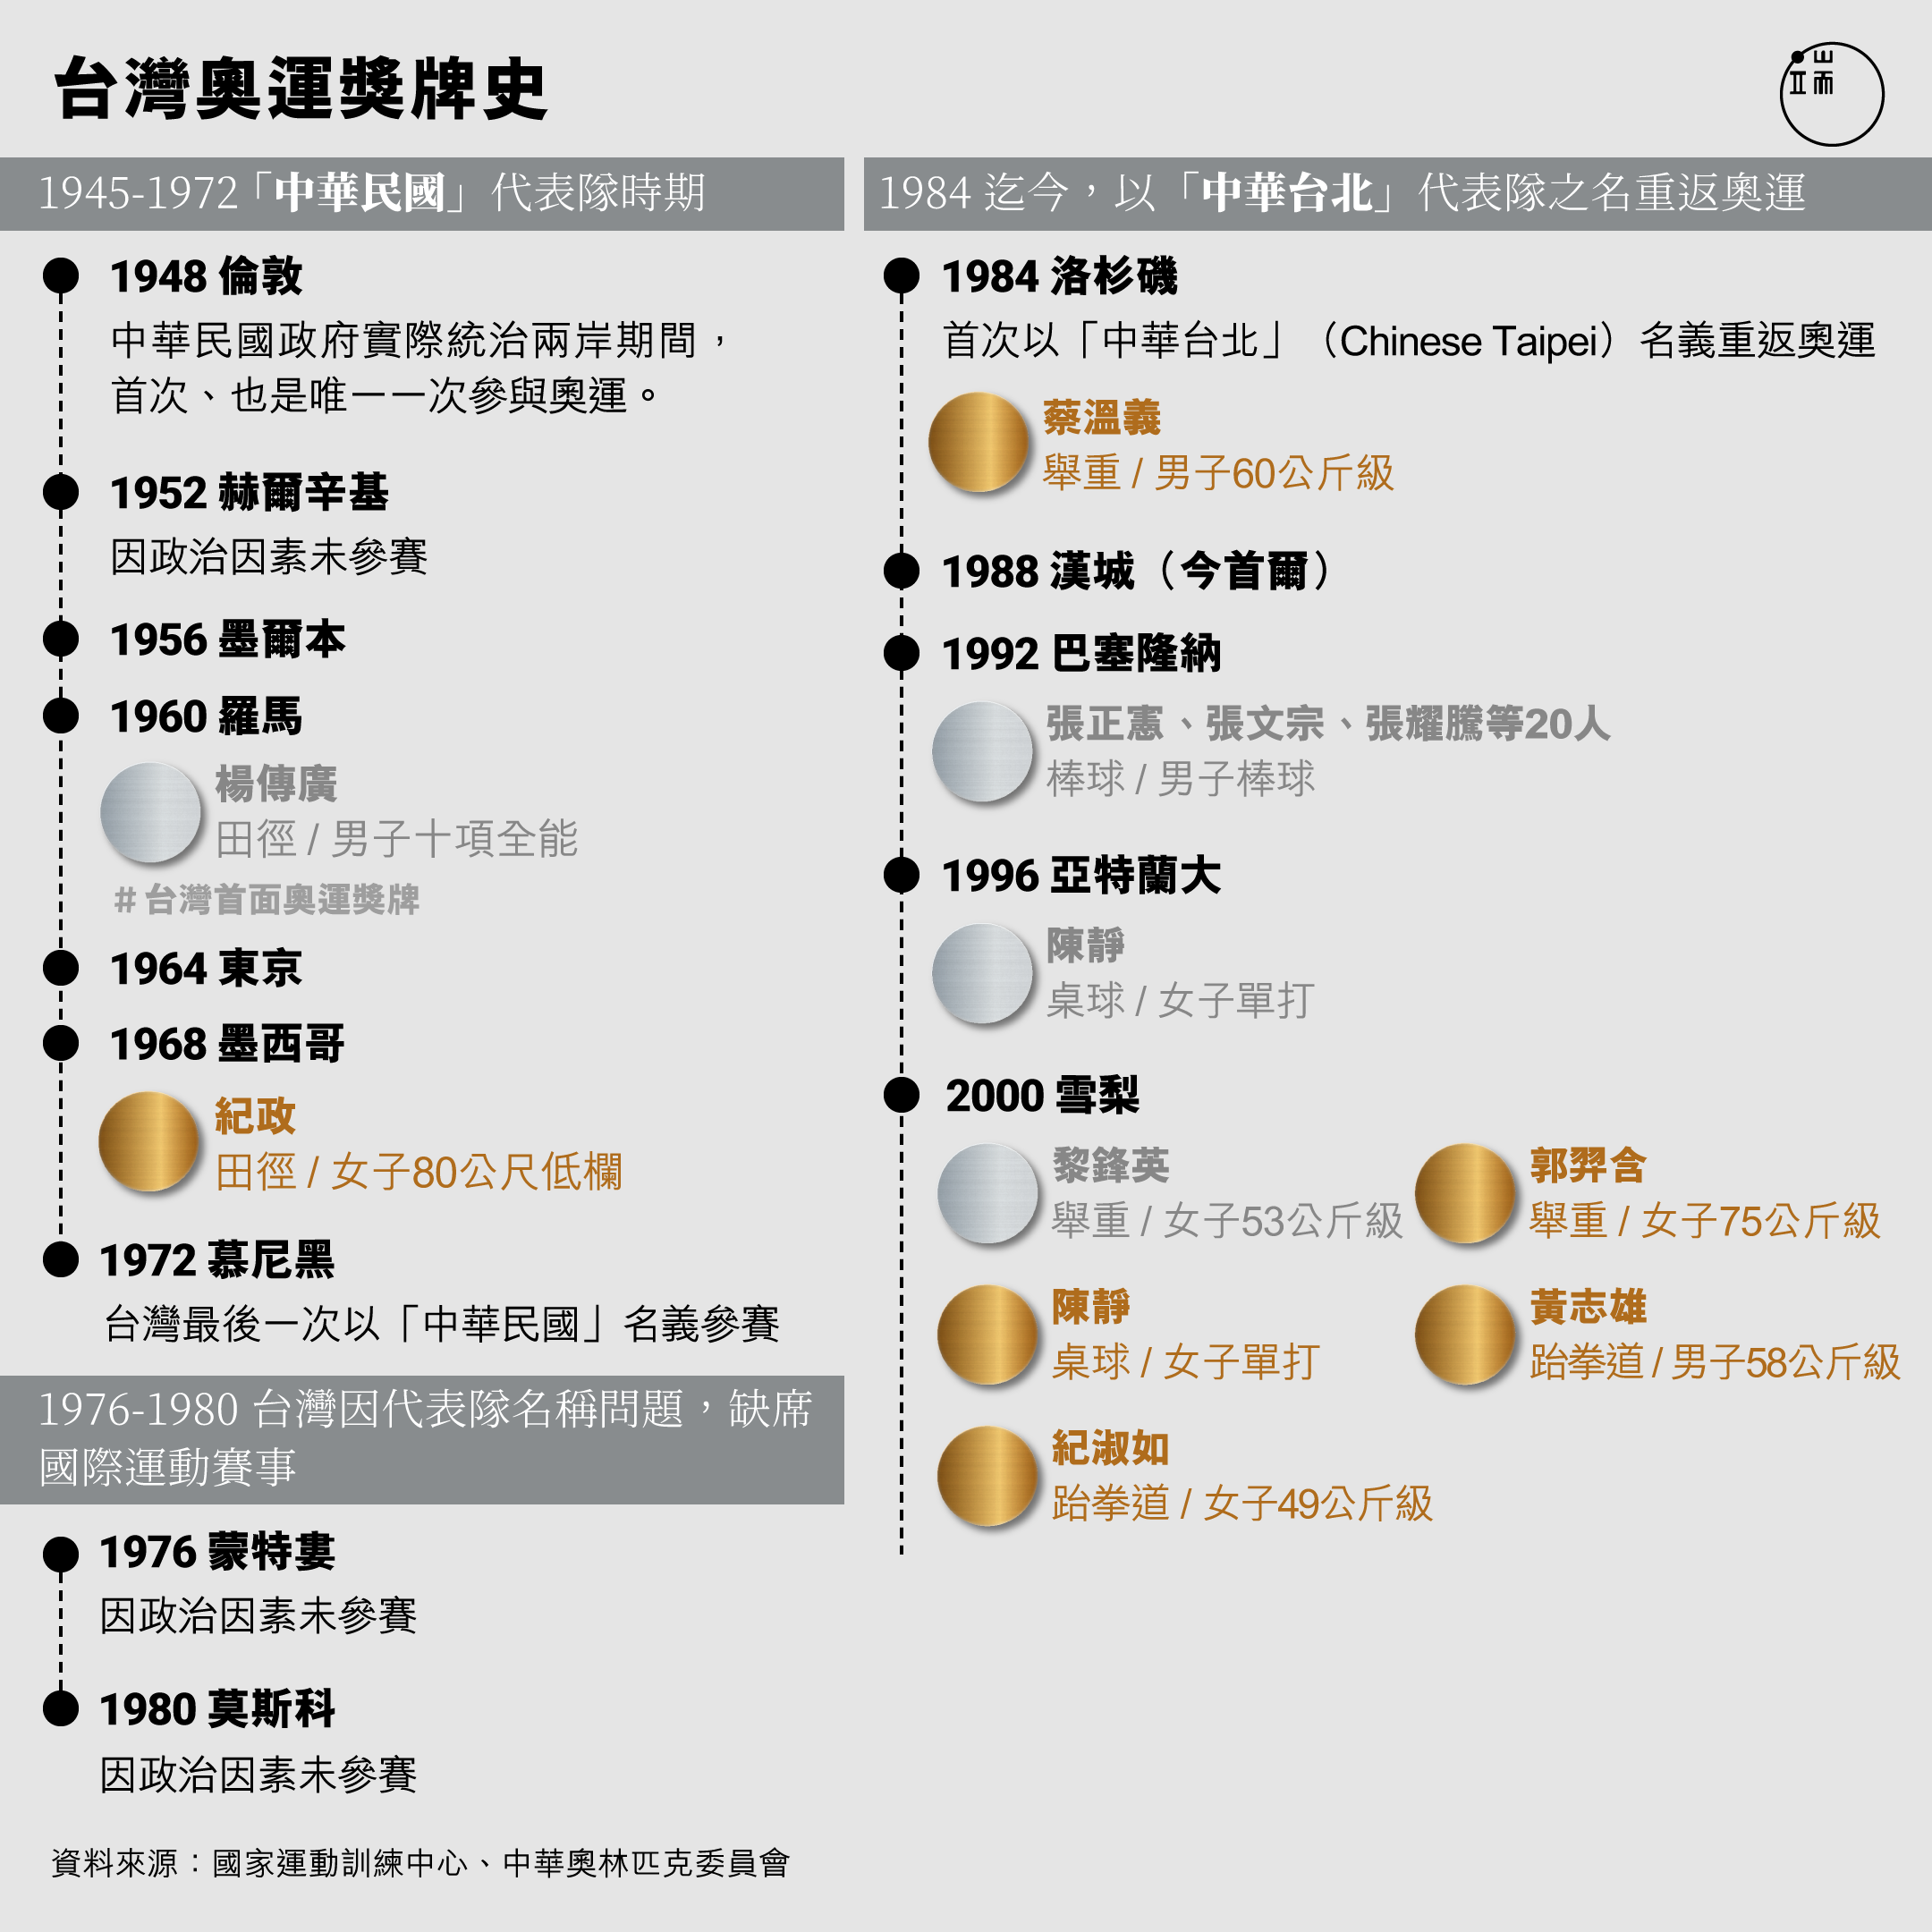 台灣奧運獎牌史
端
1945-1972「中華民國」代表隊時期
1948 倫敦
中華民國政府實際統治兩岸期間，
首次、也是唯一一次參與奧運。
1952 赫爾辛基
因政治因素未參賽
1956 墨爾本
1960 羅馬
楊傳廣
田徑 / 男子十項全能
# 台灣首面奧運獎牌
1964 東京
1968 墨西哥
紀政
田徑 / 女子80公尺低欄
1972 慕尼黑
台灣最後一次以「中華民國」名義參賽
1976-1980 台灣因代表隊名稱問題，缺席
國際運動賽事
1976 蒙特婁
因政治因素未參賽
1980 莫斯科
因政治因素未參賽
1984 迄今，以「中華台北」代表隊之名重返奧運
1984 洛杉磯
首次以「中華台北」（Chinese Taipei）名義重返奧運
蔡溫義
舉重 / 男子60公斤級
1988 漢城（今首爾）
1992 巴塞隆納
張正憲、張文宗、張耀騰等20人
棒球 / 男子棒球
1996 亞特蘭大
陳靜
桌球 / 女子單打
2000 雪梨
黎鋒英
舉重 / 女子53公斤級
郭羿含
舉重 / 女子75公斤級
陳靜
桌球 / 女子單打
黃志雄
跆拳道 / 男子58公斤級
紀淑如
跆拳道 / 女子49公斤級
資料來源：國家運動訓練中心、中華奧林匹克委員會